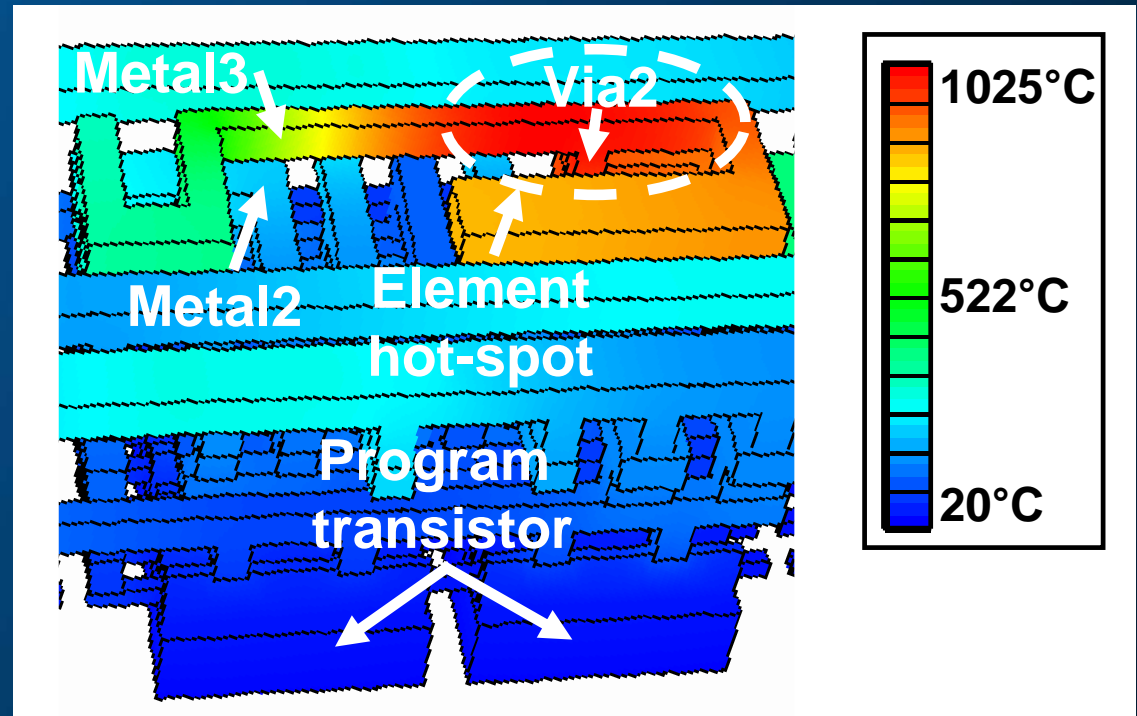 Metal3
Via2
1025°C
Metal2
Element
hot-spot
522°C
Program
transistor
20°C